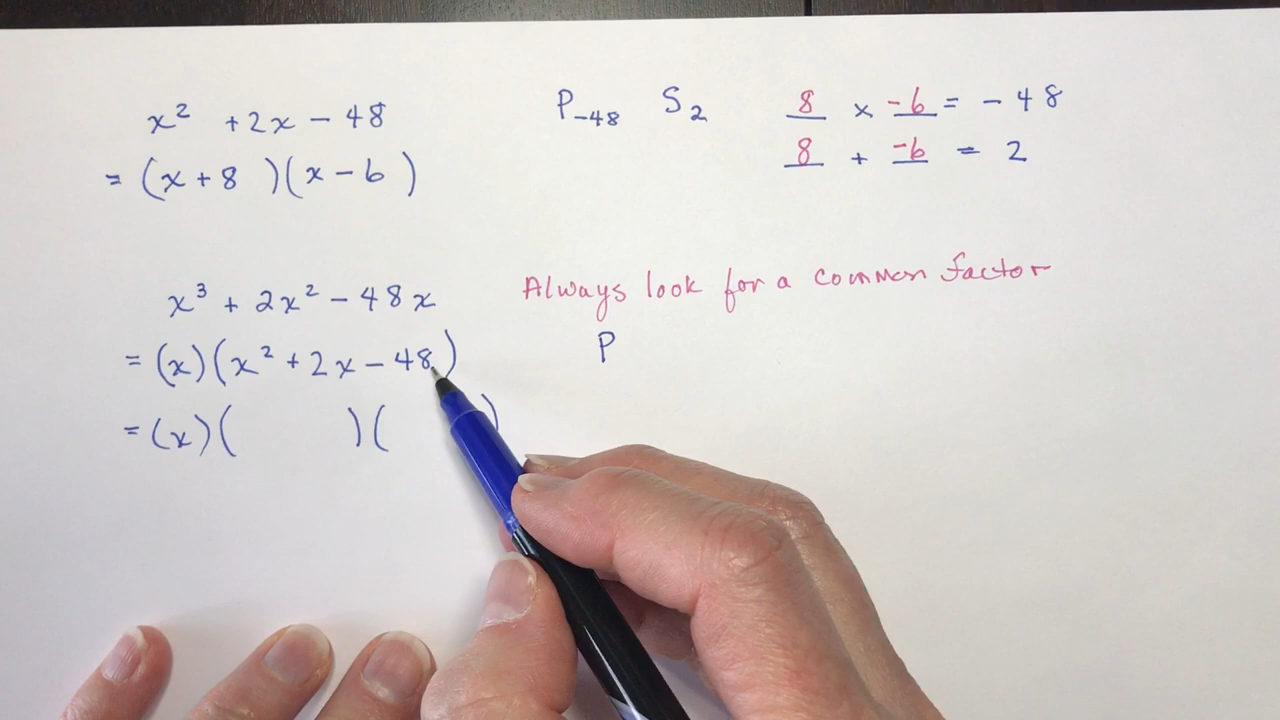 x² + 2x - 48
= (x + 8 )(x - 6 )
P₋₄₈ S₂
8 x -6 = - 48
8 + -6 = 2
x³ + 2x² - 48x
= (x)(x² + 2x - 48)
= (x)( )( )
Always look for a common factor
P